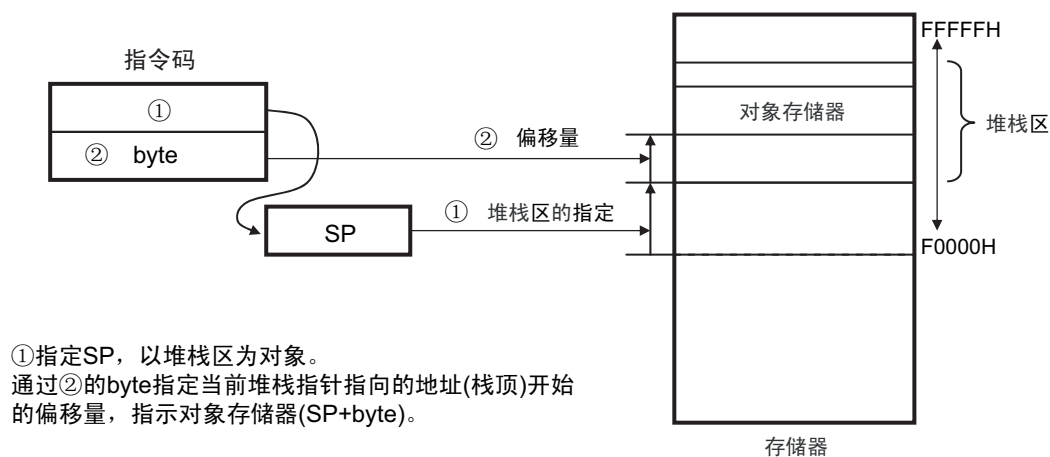 指令码
①
② byte
SP
② 偏移量
① 堆栈区的指定
FFFFFH
对象存储器
堆栈区
F0000H
存储器
①指定SP，以堆栈区为对象。
通过②的byte指定当前堆栈指针指向的地址(栈顶)开始
的偏移量，指示对象存储器(SP+byte)。